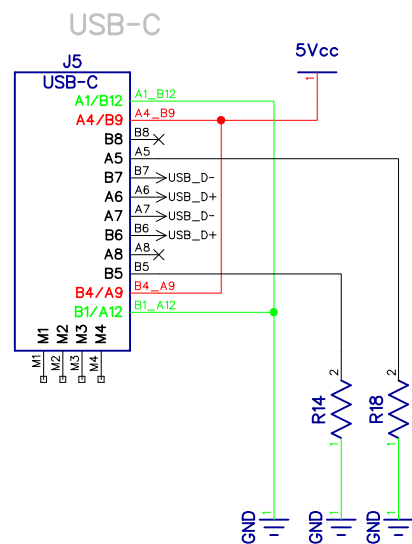 USB-C
5Vcc
1
J5
USB-C
A1/B12 A1_B12
A4/B9 A4_B9
B8 B8
A5 A5
B7 B7 USB_D-
A6 A6 USB_D+
A7 A7 USB_D-
B6 B6 USB_D+
A8 A8
B5 B5
B4/A9 B4_A9
B1/A12 B1_A12
M1 M2 M3 M4
M1 M2 M3 M4
2 2
R14 R18
1 1
GND 1 GND 1 GND 1